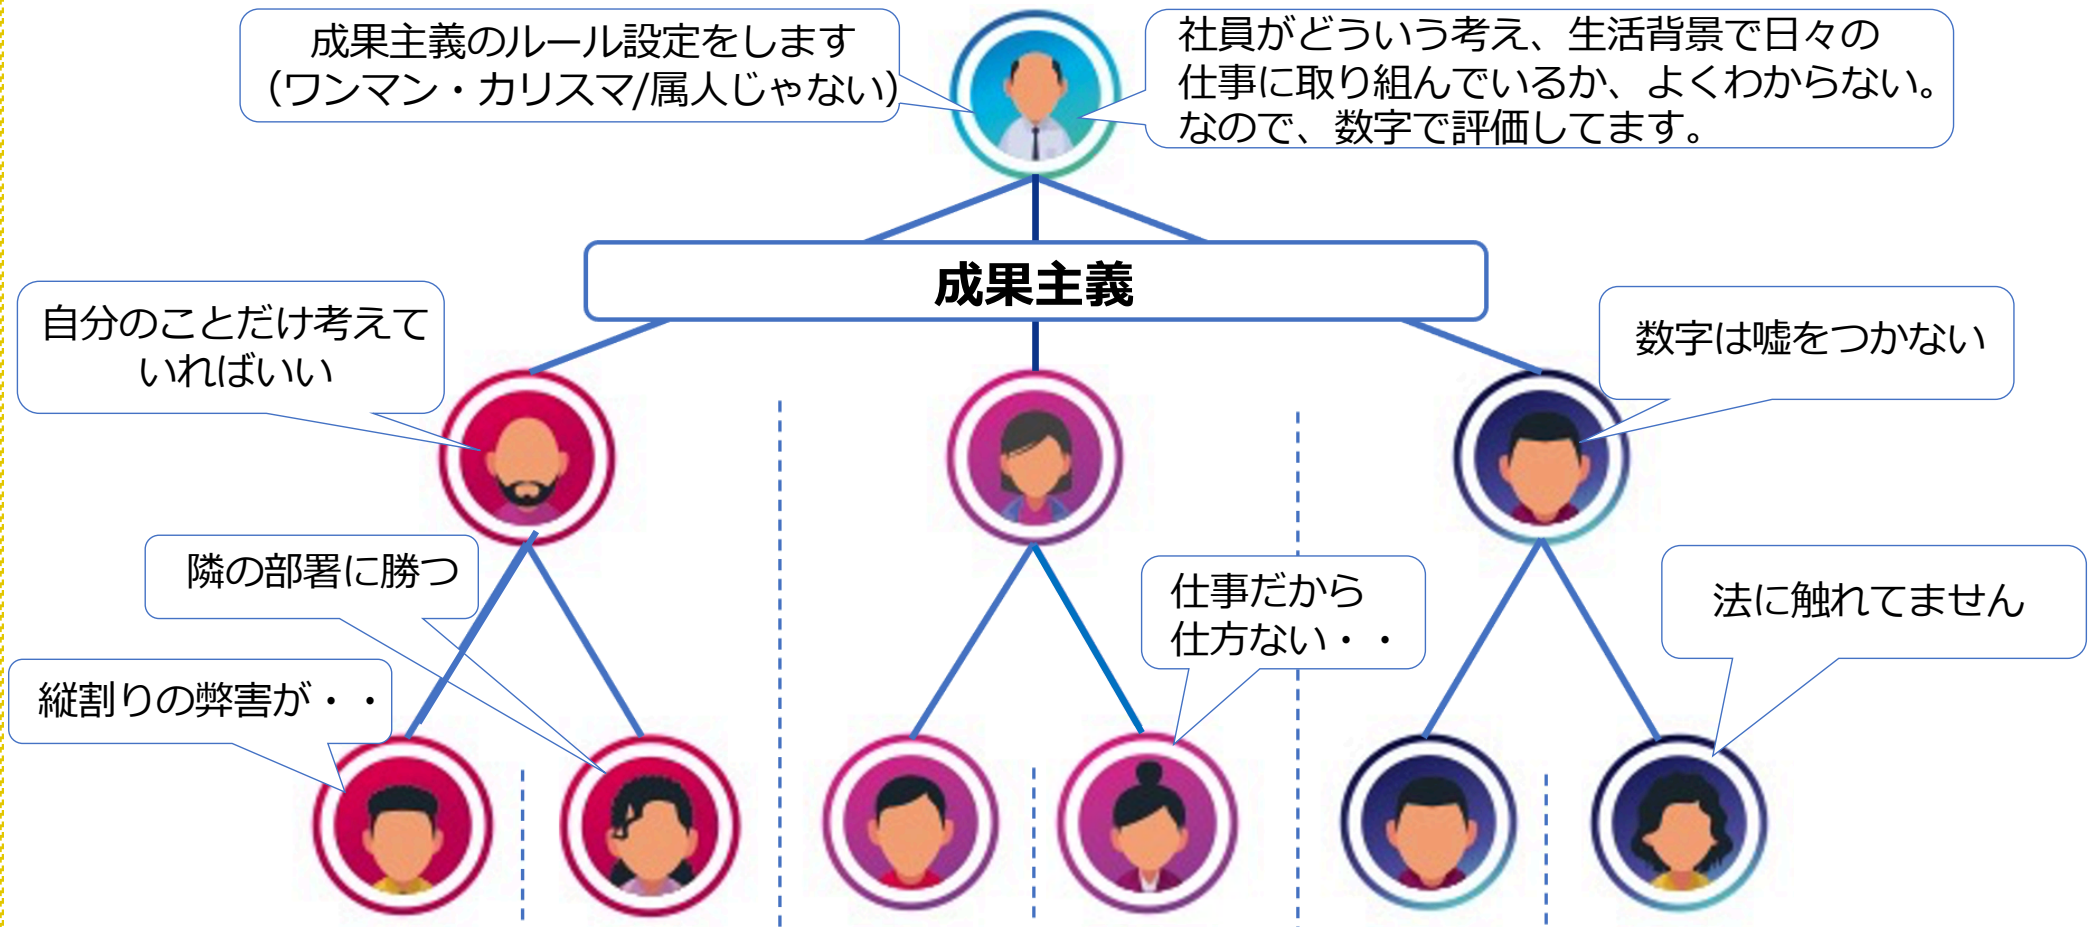 成果主義のルール設定をします
（ワンマン・カリスマ/属人じゃない）
社員がどういう考え、生活背景で日々の
仕事に取り組んでいるか、よくわからない。
なので、数字で評価してます。
成果主義
自分のことだけ考えて
いればいい
数字は嘘をつかない
隣の部署に勝つ
仕事だから
仕方ない・・
法に触れてません
縦割りの弊害が・・